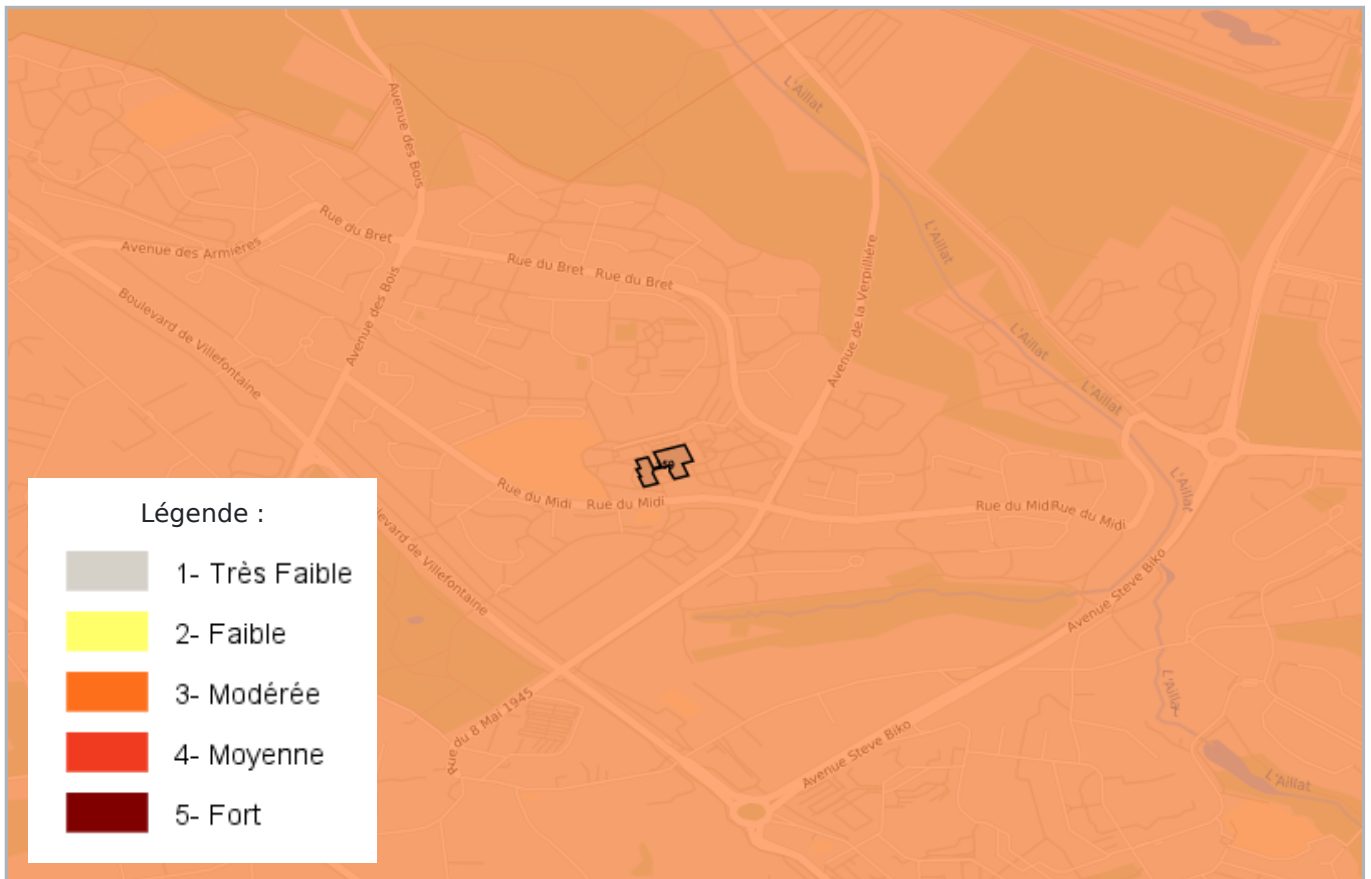 L'Aillat
Avenue des Bois
Rue du Bret
Avenue des Armières
L'Aillat
Rue du Bret
Rue du Bret
Avenue de la Verpillière
Avenue des Bois
Boulevard de Villefontaine
L'Aillat
L'Aillat
Rue du Midi
Rue du Midi
Rue du Mid
Rue du Midi
L'Aillat
levard de Villefontaine
Avenue Steve Biko
L'Ailla
Rue du 8 Mai 1945
Avenue Steve Biko
L'Aillat
Légende :
1- Très Faible
2- Faible
3- Modérée
4- Moyenne
5- Fort